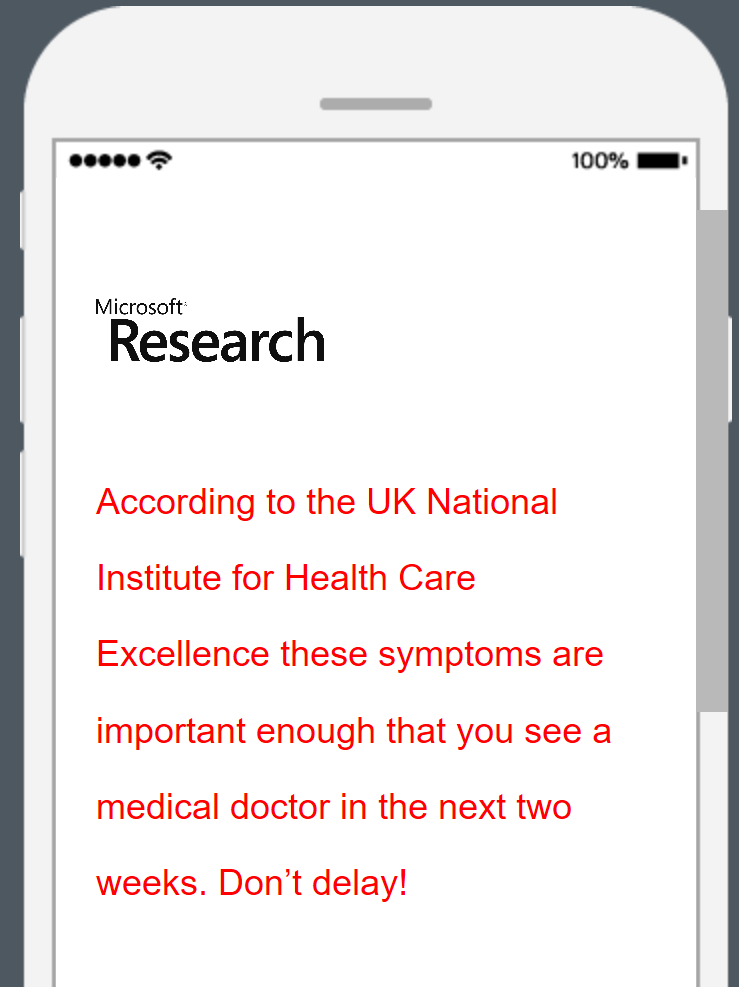 100%
Microsoft
Research
According to the UK National
Institute for Health Care
Excellence these symptoms are
important enough that you see a
medical doctor in the next two
weeks. Don’t delay!